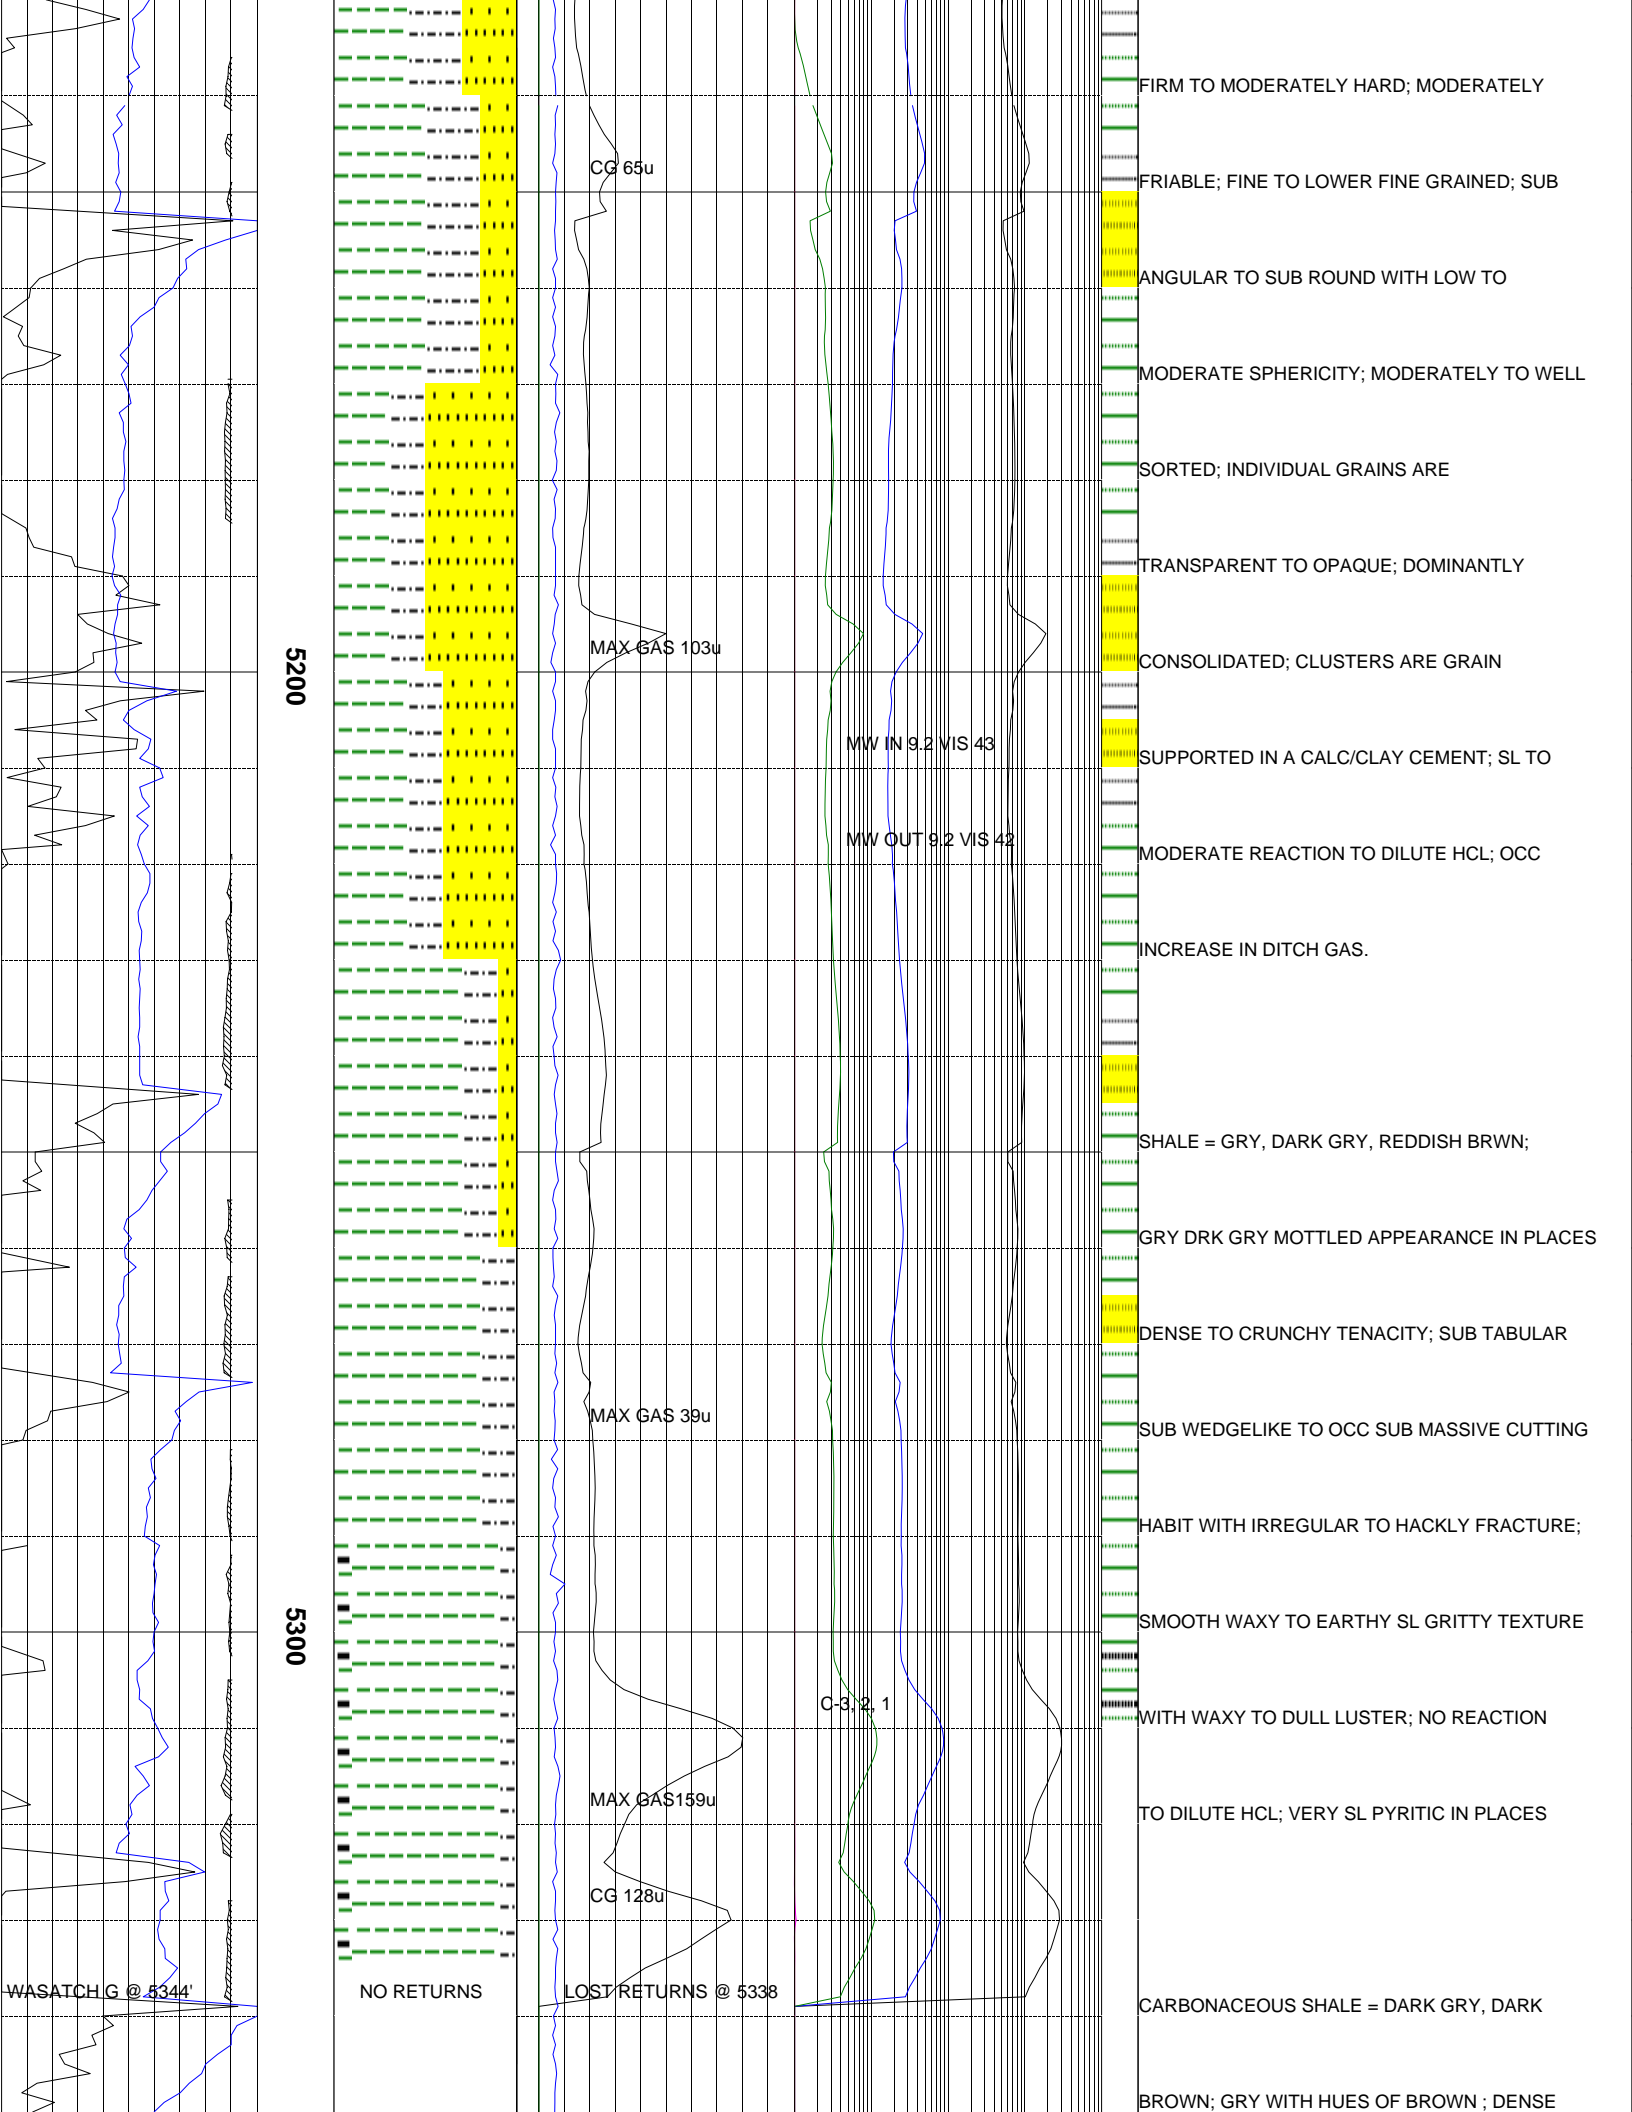 FIRM TO MODERATELY HARD; MODERATELY
CG 65u
FRIABLE; FINE TO LOWER FINE GRAINED; SUB
ANGULAR TO SUB ROUND WITH LOW TO
MODERATE SPHERICITY; MODERATELY TO WELL
SORTED; INDIVIDUAL GRAINS ARE
TRANSPARENT TO OPAQUE; DOMINANTLY
MAX GAS 103u
CONSOLIDATED; CLUSTERS ARE GRAIN
5200
MW IN 9.2 VIS 43
SUPPORTED IN A CALC/CLAY CEMENT; SL TO
MW OUT 9.2 VIS 42
MODERATE REACTION TO DILUTE HCL; OCC
INCREASE IN DITCH GAS.
SHALE = GRY, DARK GRY, REDDISH BRWN;
GRY DRK GRY MOTTLED APPEARANCE IN PLACES
DENSE TO CRUNCHY TENACITY; SUB TABULAR
MAX GAS 39u
SUB WEDGELIKE TO OCC SUB MASSIVE CUTTING
HABIT WITH IRREGULAR TO HACKLY FRACTURE;
SMOOTH WAXY TO EARTHY SL GRITTY TEXTURE
5300
C-3, 2, 1
WITH WAXY TO DULL LUSTER; NO REACTION
MAX GAS159u
TO DILUTE HCL; VERY SL PYRITIC IN PLACES
CG 128u
WASATCH G @ 5344'
NO RETURNS
LOST RETURNS @ 5338
CARBONACEOUS SHALE = DARK GRY, DARK
BROWN; GRY WITH HUES OF BROWN ; DENSE